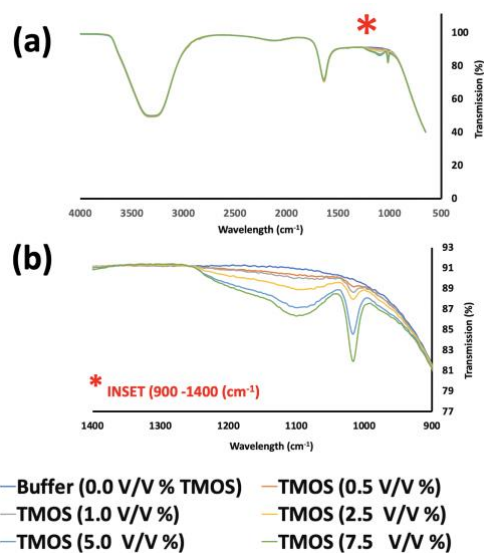 (a)
*
100
80
60
40
20
0
Transmission (%)
4000 3500 3000 2500 2000 1500 1000 500
Wavelength (cm-1)
(b)
93
91
89
87
85
83
81
79
77
Transmission (%)
* INSET (900 -1400 (cm-1)
1400 1300 1200 1100 1000 900
Wavelength (cm-1)
Buffer (0.0 V/V % TMOS) TMOS (0.5 V/V %)
TMOS (1.0 V/V %) TMOS (2.5 V/V %)
TMOS (5.0 V/V %) TMOS (7.5 V/V %)